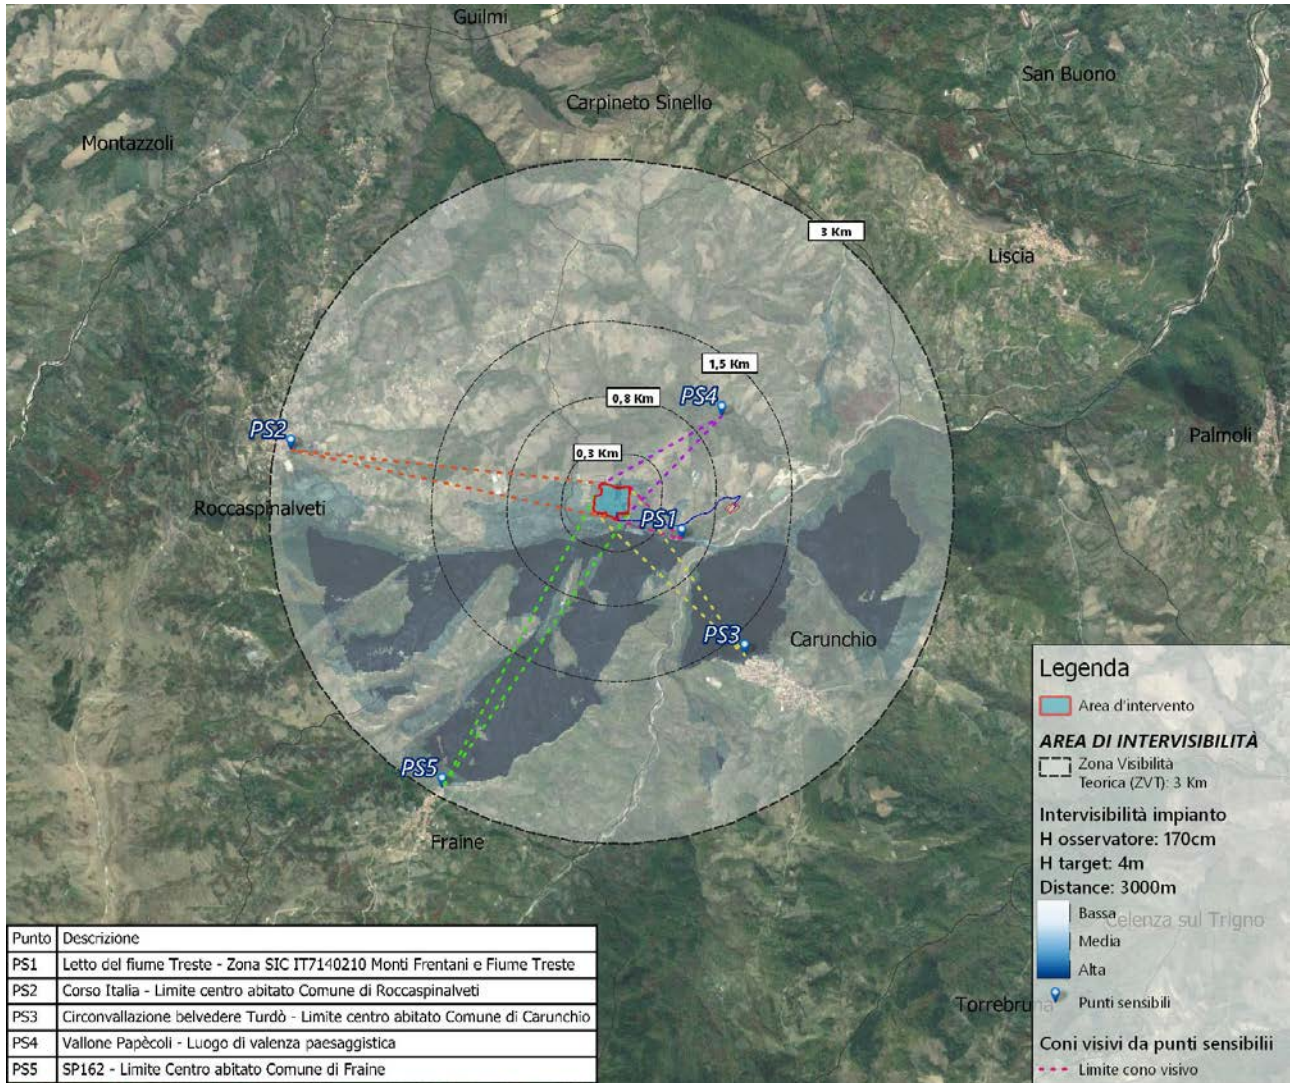 Guilmi
San Buono
Carpineto Sinello
Montazzoli
3 Km
Liscia
1,5 Km
0,8 Km
PS4
PS2
Palmoli
0,3 Km
Roccaspinalveti
PS1
PS3
Carunchio
PS5
Fraine
Legenda
Area d'intervento
AREA DI INTERVISIBILITÀ
Zona Visibilità
Teorica (ZVT): 3 Km
Intervisibilità impianto
H osservatore: 170cm
H target: 4m
Distance: 3000m
Bassa
Celenza sul Trigno
Media
Alta
Torrebruna
Punti sensibili
Coni visivi da punti sensibilii
Limite cono visivo
Punto Descrizione
PS1 Letto del fiume Treste - Zona SIC IT7140210 Monti Frentani e Fiume Treste
PS2 Corso Italia - Limite centro abitato Comune di Roccaspinalveti
PS3 Circonvallazione belvedere Turdò - Limite centro abitato Comune di Carunchio
PS4 Vallone Papècoli - Luogo di valenza paesaggistica
PS5 SP162 - Limite Centro abitato Comune di Fraine